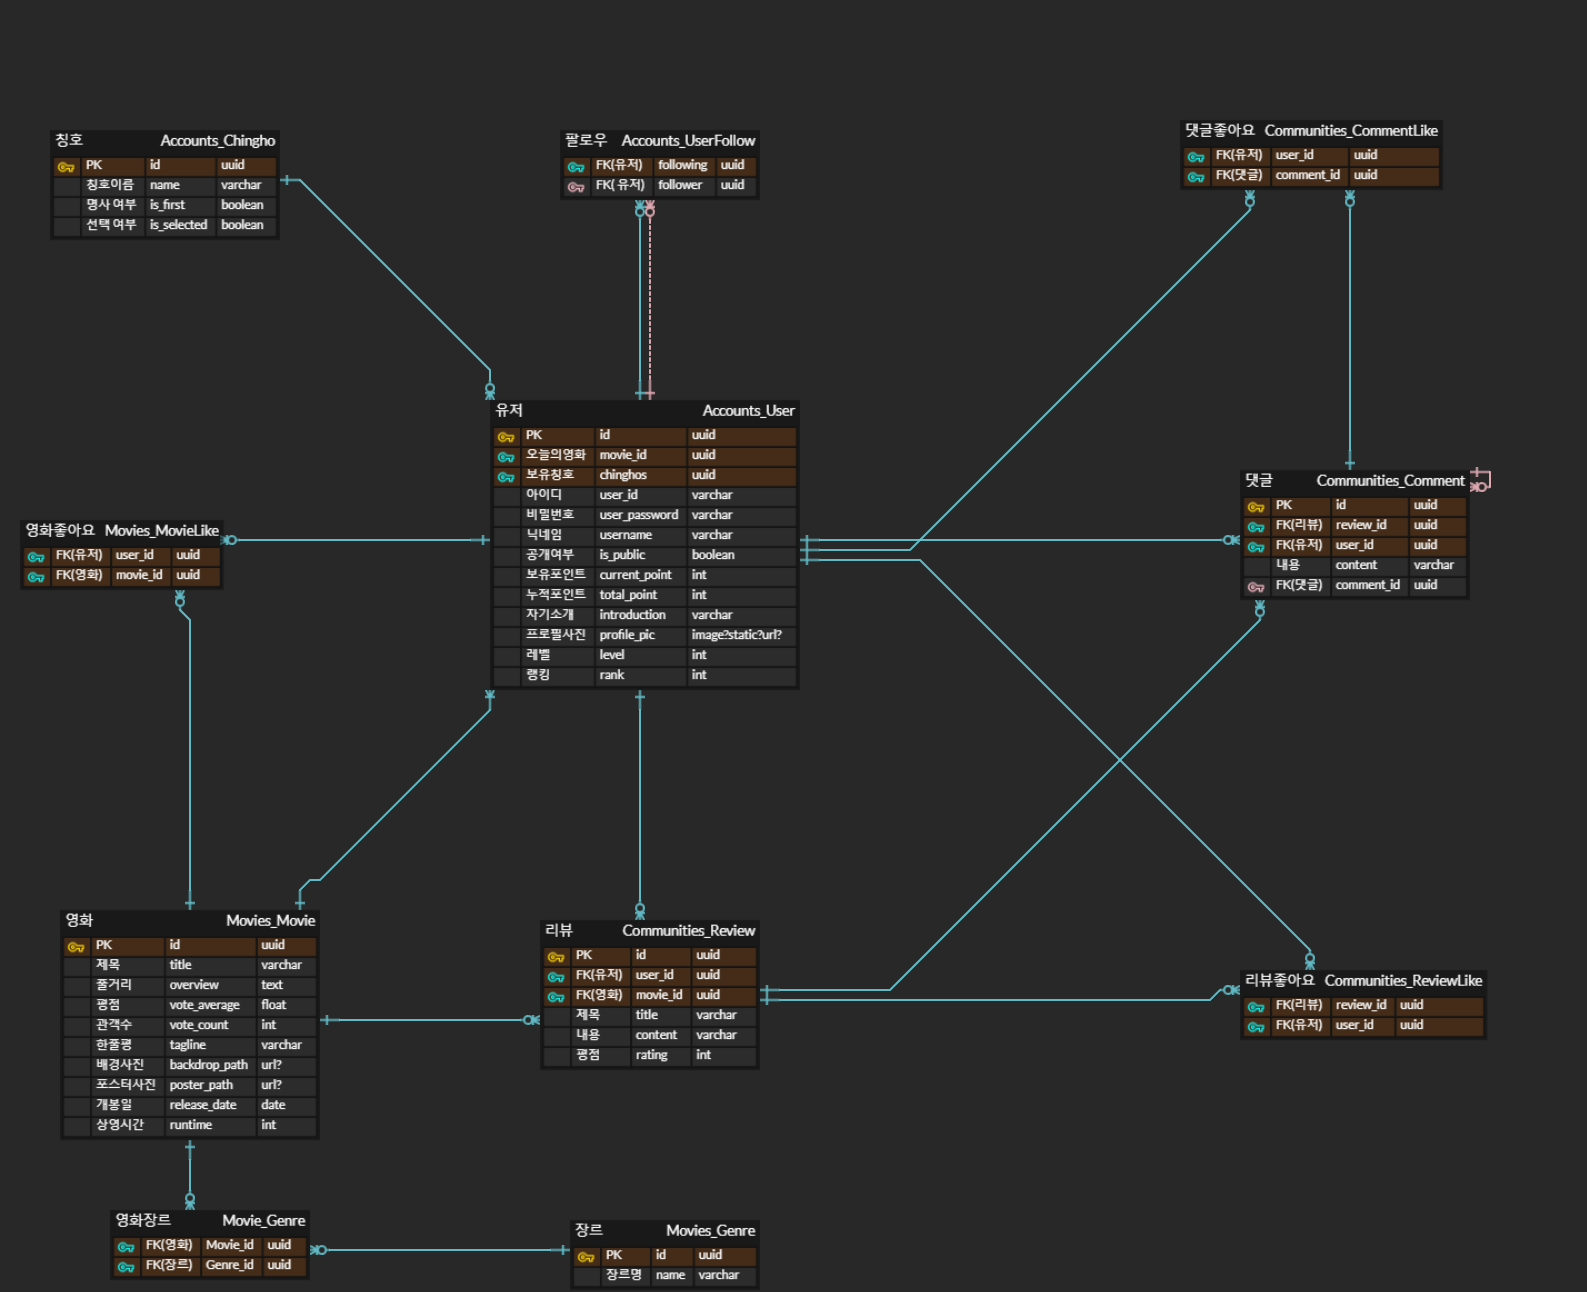 칭호 Accounts_Chingho
PK id uuid
칭호이름 name varchar
명사 여부 is_first boolean
선택 여부 is_selected boolean
팔로우 Accounts_UserFollow
FK(유저) following uuid
FK( 유저) follower uuid
댓글좋아요 Communities_CommentLike
FK(유저) user_id uuid
FK(댓글) comment_id uuid
유저 Accounts_User
PK id uuid
오늘의영화 movie_id uuid
보유칭호 chinghos uuid
아이디 user_id varchar
비밀번호 user_password varchar
닉네임 username varchar
공개여부 is_public boolean
보유포인트 current_point int
누적포인트 total_point int
자기소개 introduction varchar
프로필사진 profile_pic image?static?url?
레벨 level int
랭킹 rank int
영화좋아요 Movies_MovieLike
FK(유저) user_id uuid
FK(영화) movie_id uuid
댓글 Communities_Comment
PK id uuid
FK(리뷰) review_id uuid
FK(유저) user_id uuid
내용 content varchar
FK(댓글) comment_id uuid
영화 Movies_Movie
PK id uuid
제목 title varchar
줄거리 overview text
평점 vote_average float
관객수 vote_count int
한줄평 tagline varchar
배경사진 backdrop_path url?
포스터사진 poster_path url?
개봉일 release_date date
상영시간 runtime int
리뷰 Communities_Review
PK id uuid
FK(유저) user_id uuid
FK(영화) movie_id uuid
제목 title varchar
내용 content varchar
평점 rating int
리뷰좋아요 Communities_ReviewLike
FK(리뷰) review_id uuid
FK(유저) user_id uuid
영화장르 Movie_Genre
FK(영화) Movie_id uuid
FK(장르) Genre_id uuid
장르 Movies_Genre
PK id uuid
장르명 name varchar